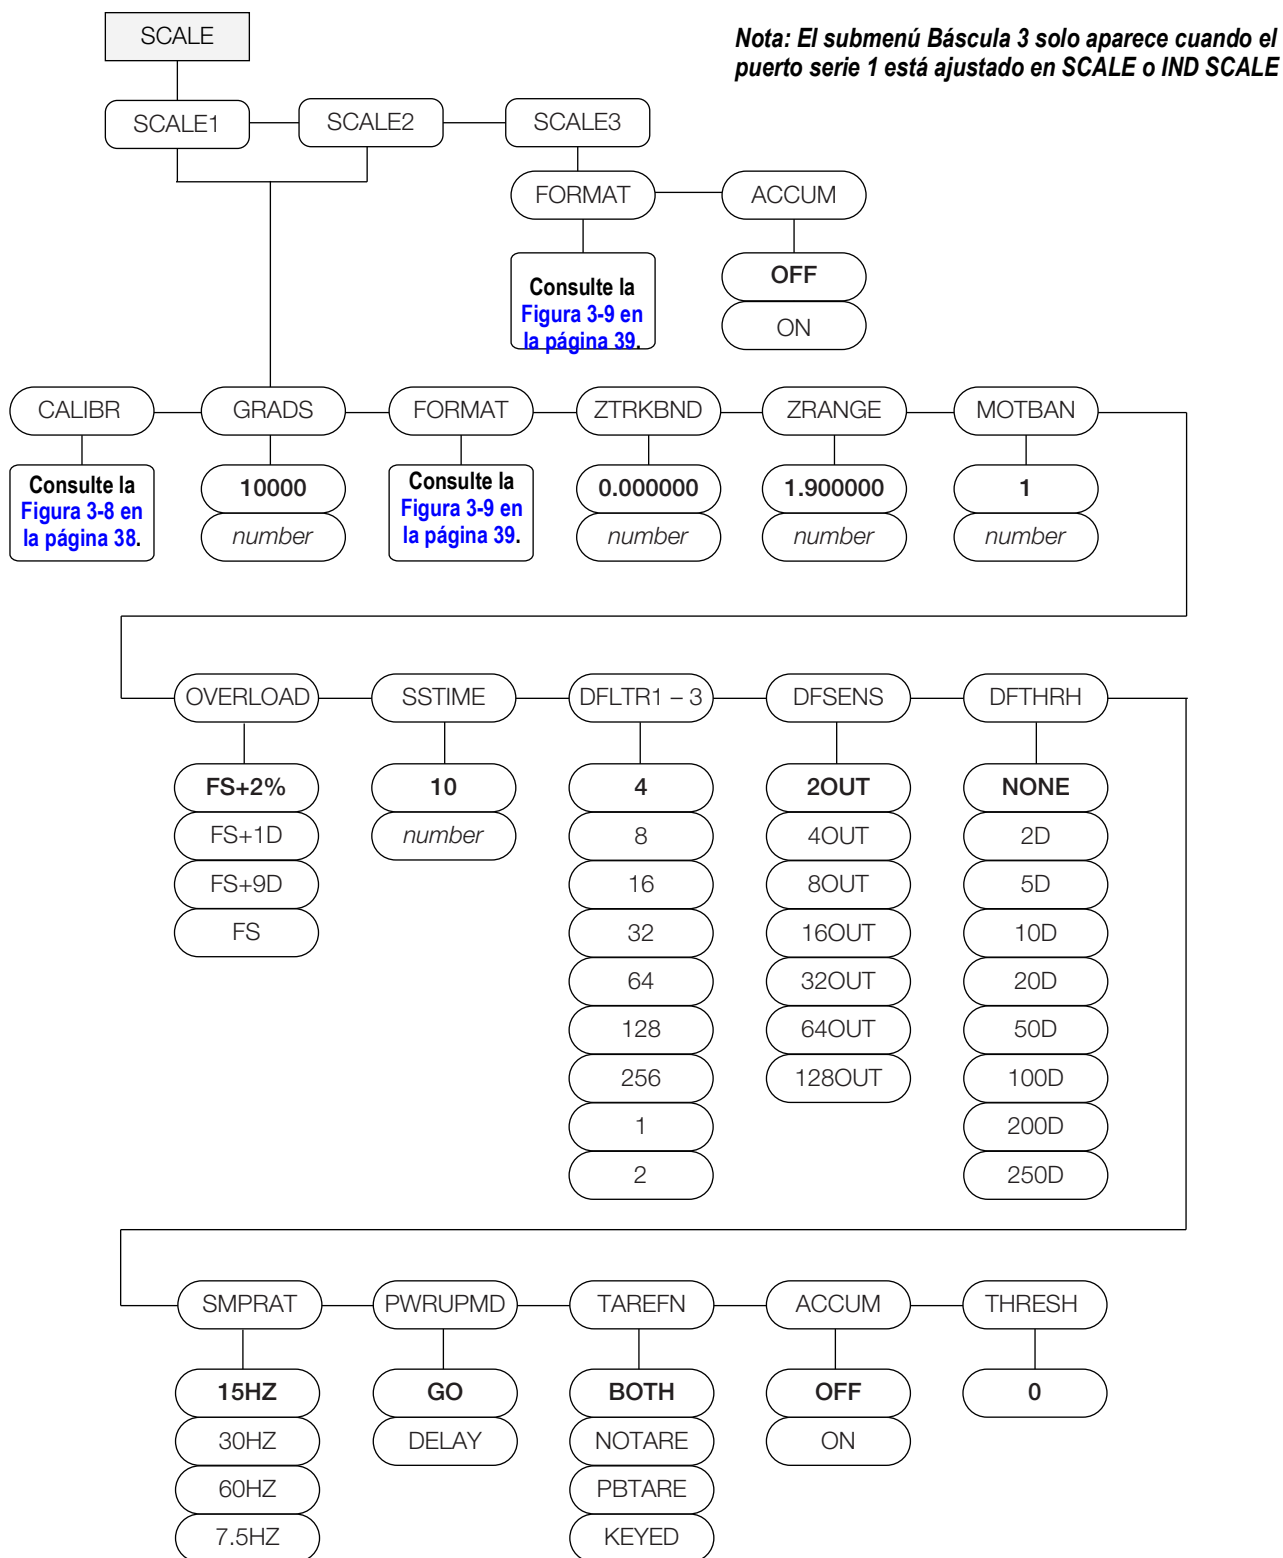 SCALE
Nota: El submenú Báscula 3 solo aparece cuando el
puerto serie 1 está ajustado en SCALE o IND SCALE
SCALE1
SCALE2
SCALE3
FORMAT
ACCUM
Consulte la
Figura 3-9 en
la página 39.
OFF
ON
CALIBR
GRADS
FORMAT
ZTRKBND
ZRANGE
MOTBAN
Consulte la
Figura 3-8 en
la página 38.
10000
number
Consulte la
Figura 3-9 en
la página 39.
0.000000
number
1.900000
number
1
number
OVERLOAD
SSTIME
DFLTR1 – 3
DFSENS
DFTHRH
FS+2%
FS+1D
FS+9D
FS
10
number
4
8
16
32
64
128
256
1
2
2OUT
4OUT
8OUT
16OUT
32OUT
64OUT
128OUT
NONE
2D
5D
10D
20D
50D
100D
200D
250D
SMPRAT
PWRUPMD
TAREFN
ACCUM
THRESH
15HZ
30HZ
60HZ
7.5HZ
GO
DELAY
BOTH
NOTARE
PBTARE
KEYED
OFF
ON
0